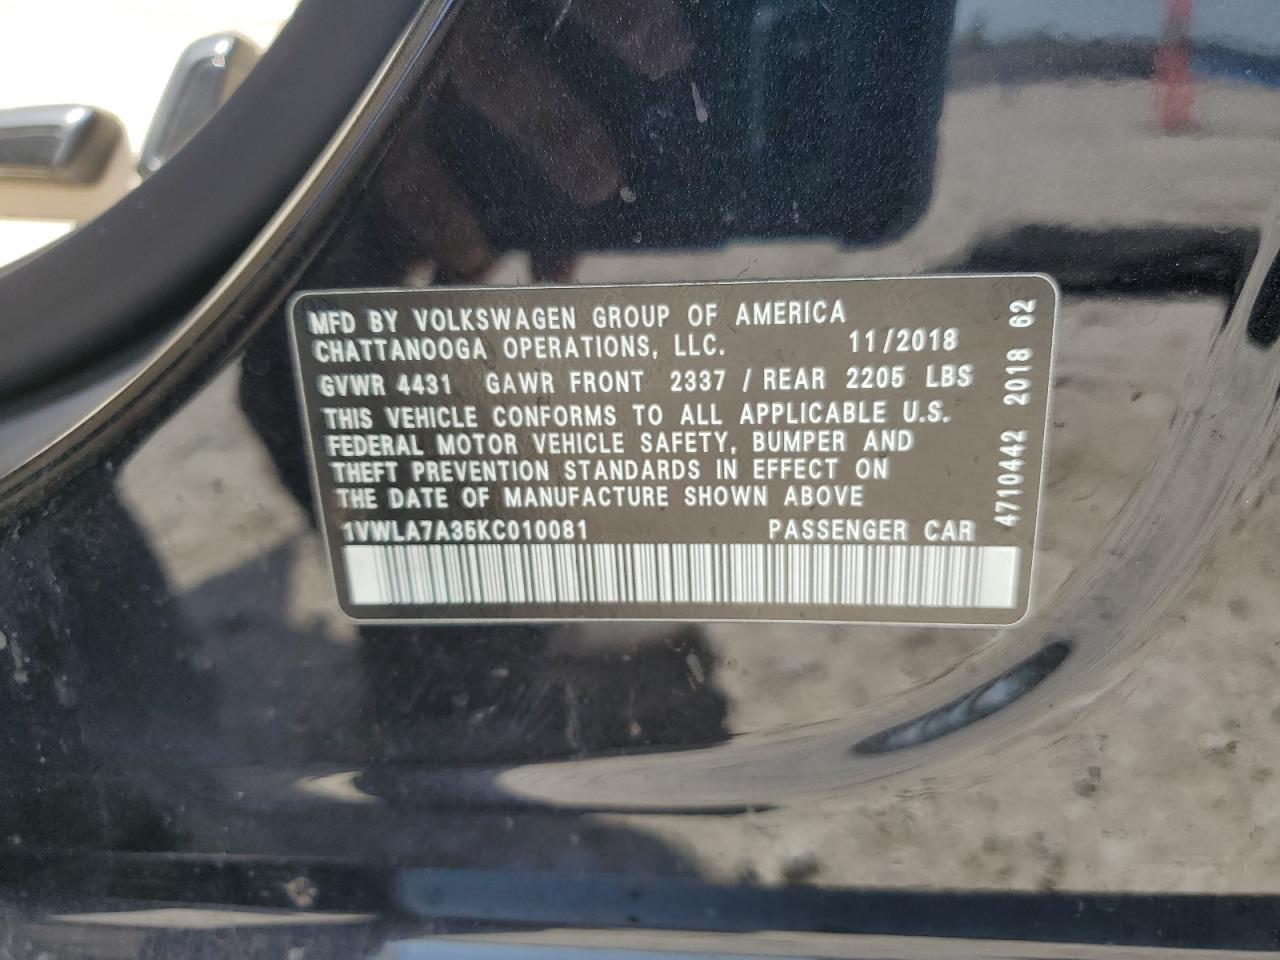 MFD BY VOLKSWAGEN GROUP OF AMERICA
CHATTANOOGA OPERATIONS, LLC. 11/2018
GVWR 4431 GAWR FRONT 2337 / REAR 2205 LBS
THIS VEHICLE CONFORMS TO ALL APPLICABLE U.S.
FEDERAL MOTOR VEHICLE SAFETY, BUMPER AND
THEFT PREVENTION STANDARDS IN EFFECT ON
THE DATE OF MANUFACTURE SHOWN ABOVE
1VWLA7A35KC010081 PASSENGER CAR
4710442 2018 62